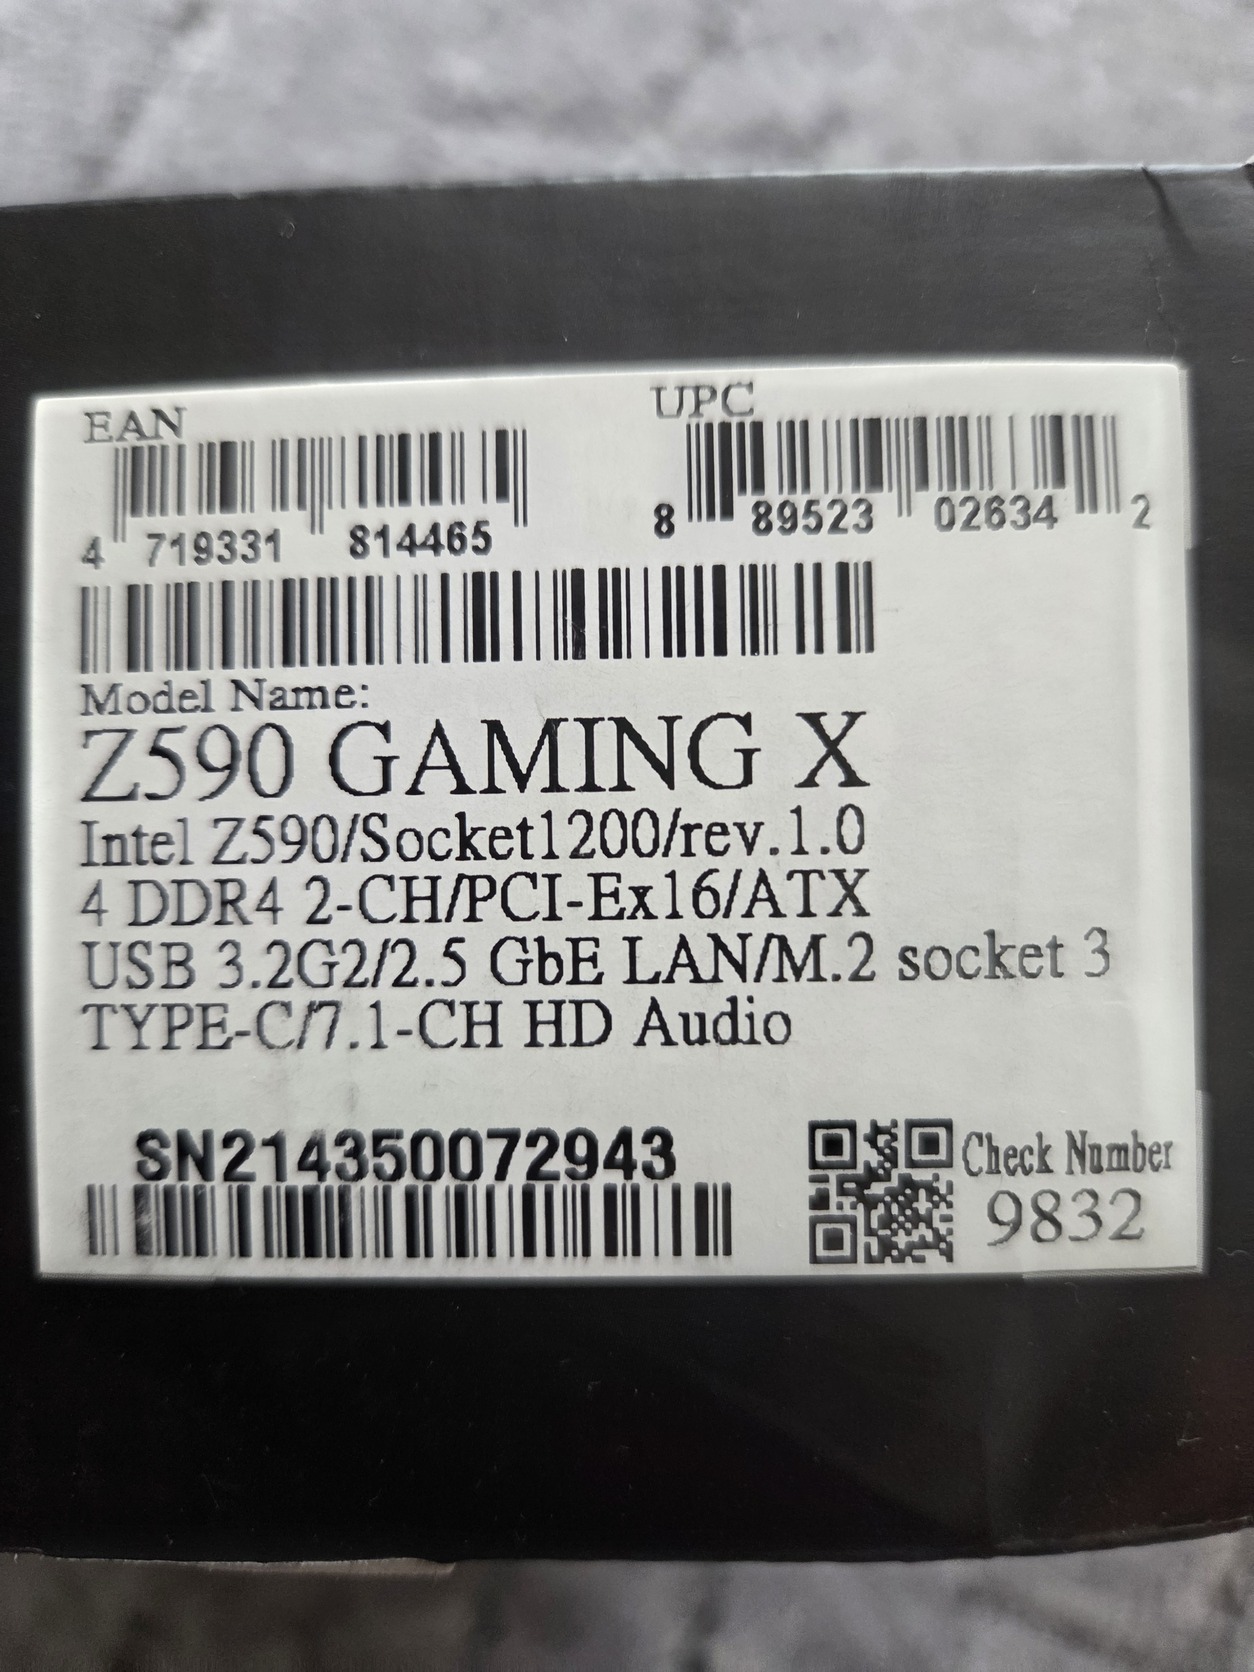 EAN
UPC
4 719331 814465
8 89523 02634 2
Model Name:
Z590 GAMING X
Intel Z590/Socket1200/rev.1.0
4 DDR4 2-CH/PCI-Ex16/ATX
USB 3.2G2/2.5 GbE LAN/M.2 socket 3
TYPE-C/7.1-CH HD Audio
SN214350072943
Check Number
9832